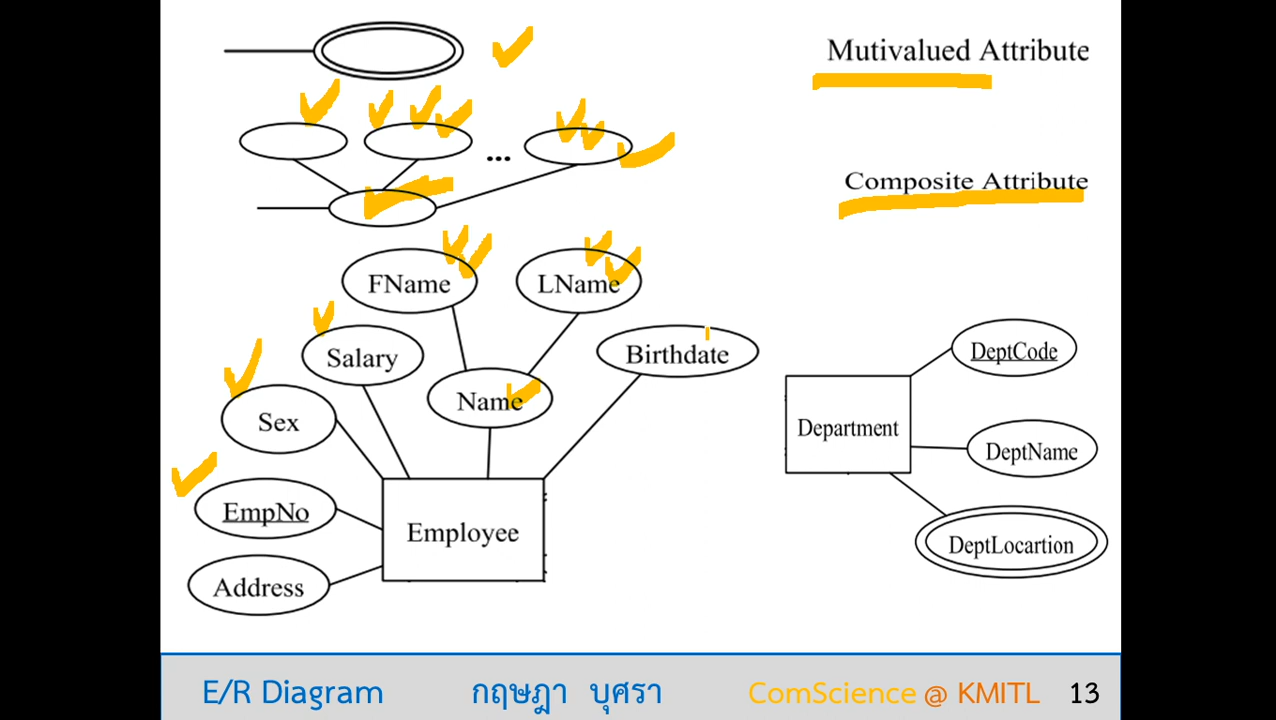 Mutivalued Attribute
...
Composite Attribute
FName
LName
Salary
Birthdate
Name
Sex
EmpNo
Employee
Address
DeptCode
Department
DeptName
DeptLocartion
E/R Diagram กฤษฎา บุศรา ComScience @ KMITL 13